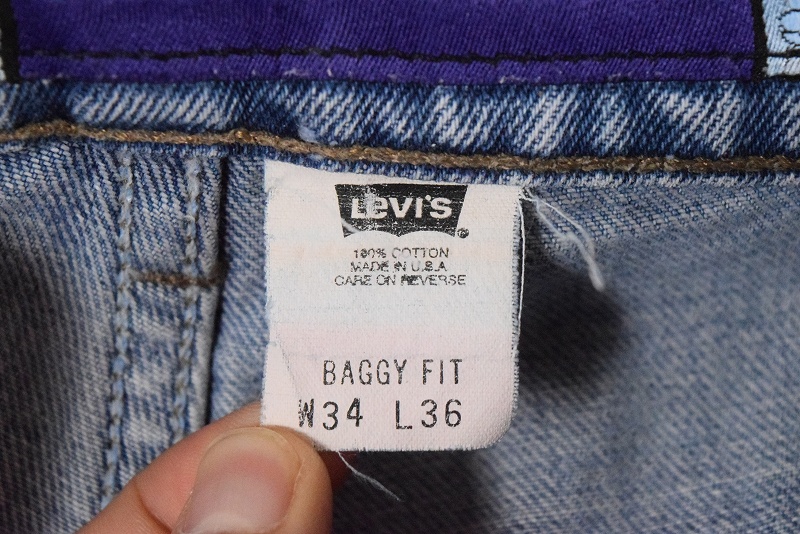 Levi's
®
100% COTTON
MADE IN U.S.A
CARE ON REVERSE
BAGGY FIT
W34 L36